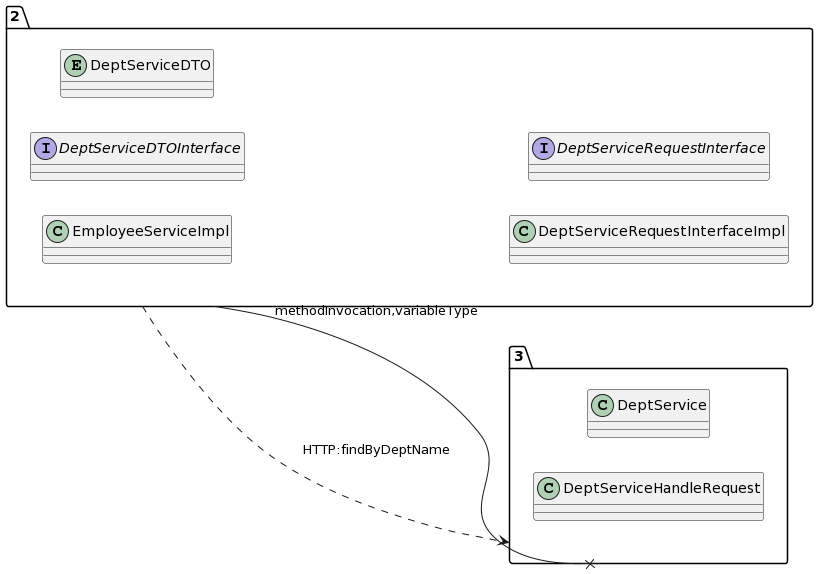 2
E DeptServiceDTO
I DeptServiceDTOInterface
I DeptServiceRequestInterface
C EmployeeServiceImpl
C DeptServiceRequestInterfaceImpl
methodInvocation,variableType
3
C DeptService
HTTP:findByDeptName
C DeptServiceHandleRequest